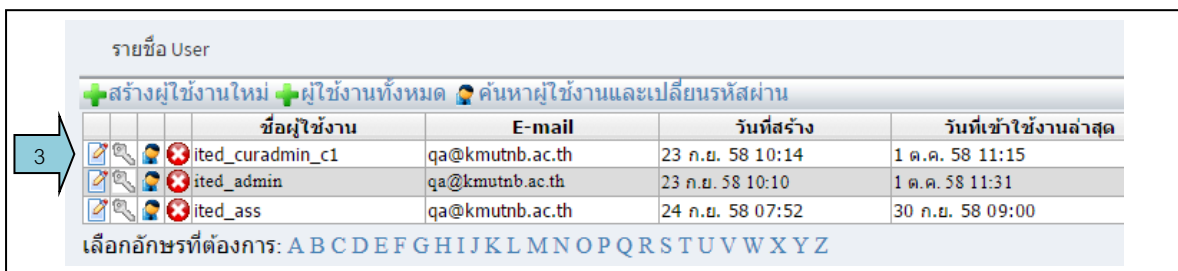 รายชื่อ User
สร้างผู้ใช้งานใหม่ ผู้ใช้งานทั้งหมด ค้นหาผู้ใช้งานและเปลี่ยนรหัสผ่าน
ชื่อผู้ใช้งาน E-mail วันที่สร้าง วันที่เข้าใช้งานล่าสุด
3 ited_curadmin_c1 qa@kmutnb.ac.th 23 ก.ย. 58 10:14 1 ต.ค. 58 11:15
ited_admin qa@kmutnb.ac.th 23 ก.ย. 58 10:10 1 ต.ค. 58 11:31
ited_ass qa@kmutnb.ac.th 24 ก.ย. 58 07:52 30 ก.ย. 58 09:00
เลือกอักษรที่ต้องการ: A B C D E F G H I J K L M N O P Q R S T U V W X Y Z